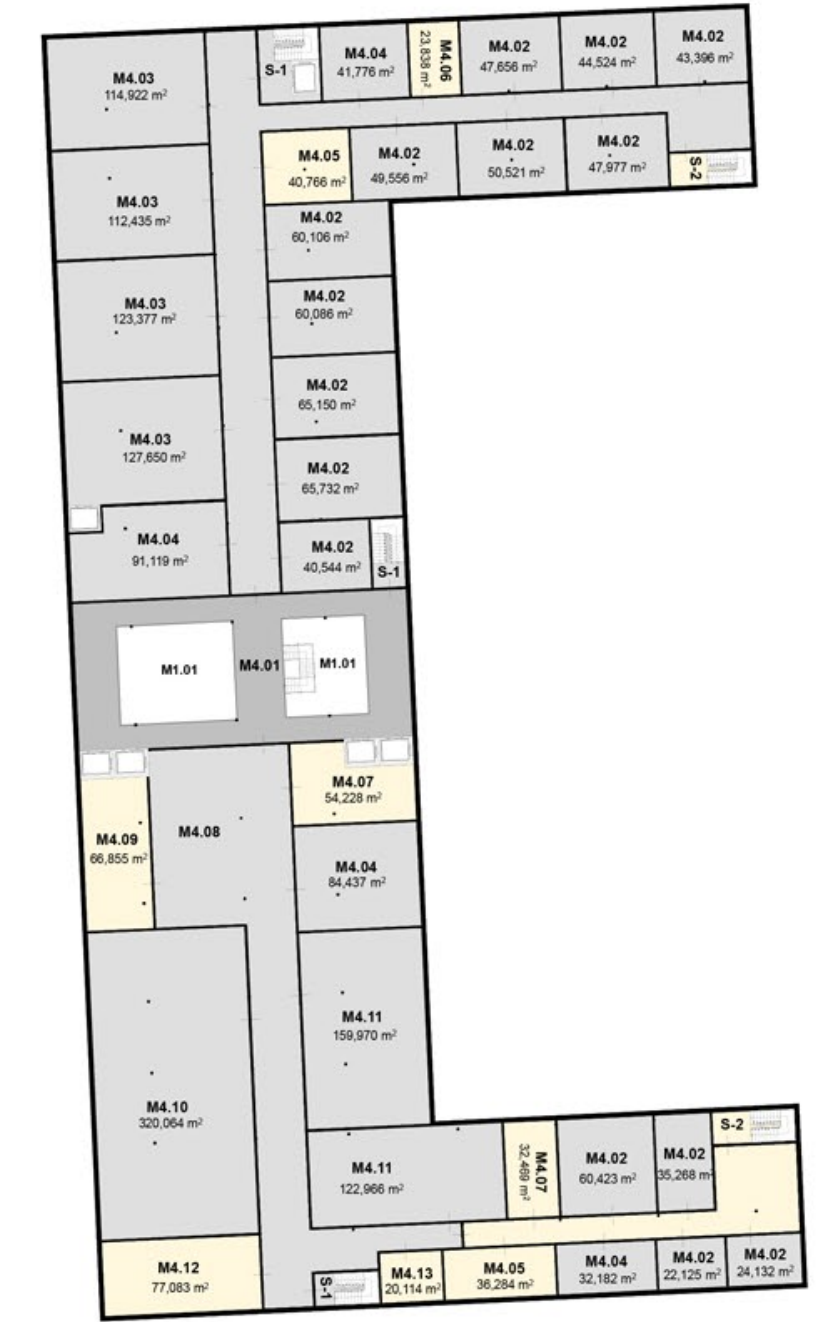 S-1
M4.04
41,776 m²
M4.06
23,838 m²
M4.02
47,656 m²
M4.02
44,524 m²
M4.02
43,396 m²
M4.03
114,922 m²
M4.05
40,766 m²
M4.02
49,556 m²
M4.02
50,521 m²
M4.02
47,977 m²
S-2
M4.03
112,435 m²
M4.02
60,106 m²
M4.03
123,377 m²
M4.02
60,086 m²
M4.02
65,150 m²
M4.03
127,650 m²
M4.02
65,732 m²
M4.04
91,119 m²
M4.02
40,544 m²
S-1
M1.01
M4.01
M1.01
M4.07
54,228 m²
M4.09
66,855 m²
M4.08
M4.04
84,437 m²
M4.11
159,970 m²
M4.10
320,064 m²
S-2
M4.11
122,966 m²
M4.07
32,469 m²
M4.02
60,423 m²
M4.02
35,268 m²
M4.12
77,083 m²
S-1
M4.13
20,114 m²
M4.05
36,284 m²
M4.04
32,182 m²
M4.02
22,125 m²
M4.02
24,132 m²